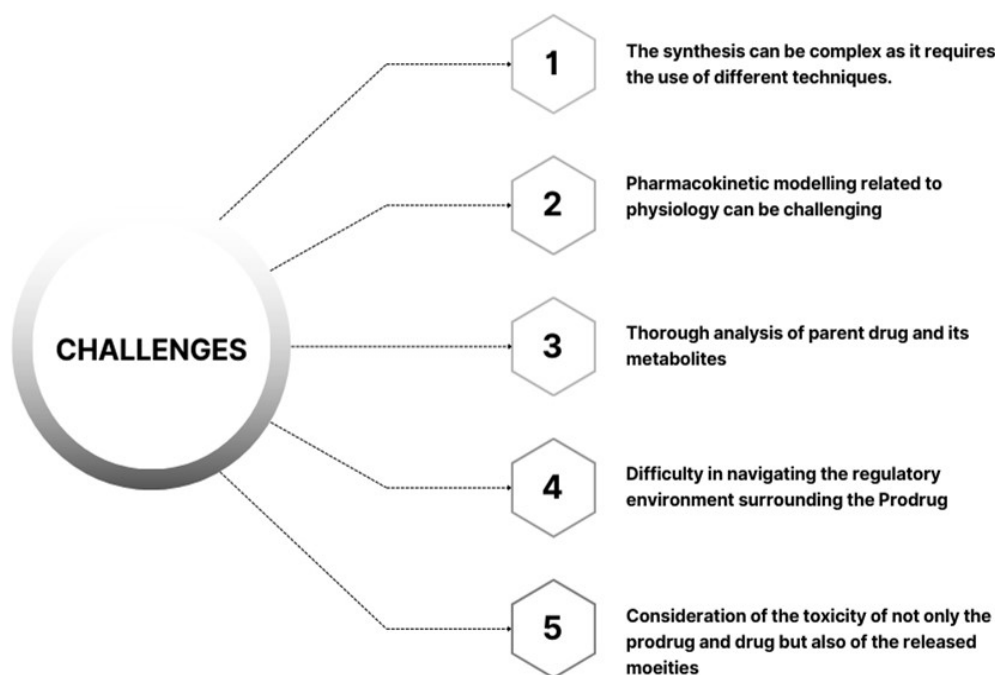 CHALLENGES
1
The synthesis can be complex as it requires
the use of different techniques.
2
Pharmacokinetic modelling related to
physiology can be challenging
3
Thorough analysis of parent drug and its
metabolites
4
Difficulty in navigating the regulatory
environment surrounding the Prodrug
5
Consideration of the toxicity of not only the
prodrug and drug but also of the released
moeities